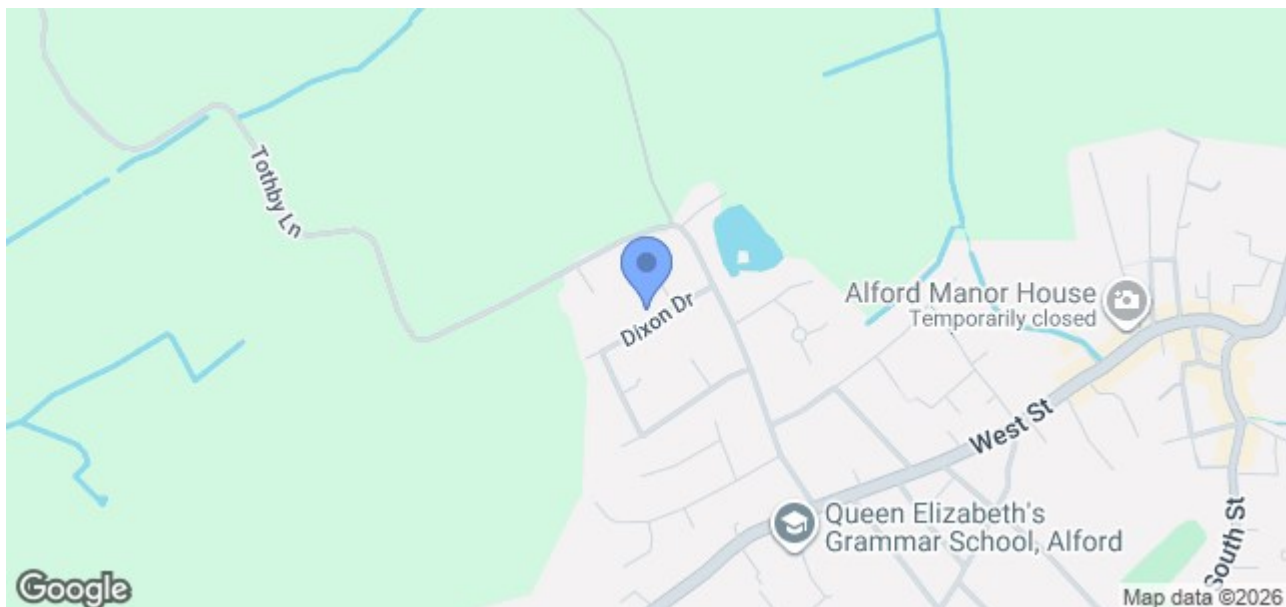 Tothby Ln
Dixon Dr
Alford Manor House
Temporarily closed
West St
Queen Elizabeth's
Grammar School, Alford
South St
Google
Map data ©2026